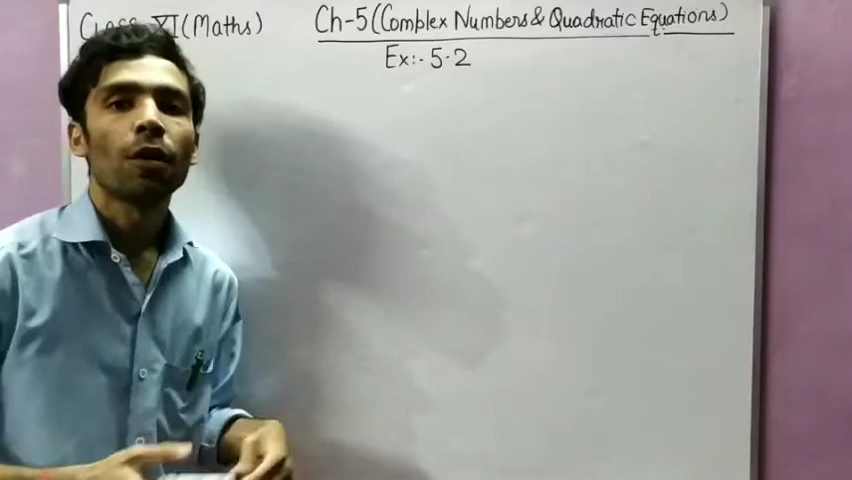 Class XI (Maths)
Ch-5 (Complex Numbers & Quadratic Equations)
Ex:- 5.2